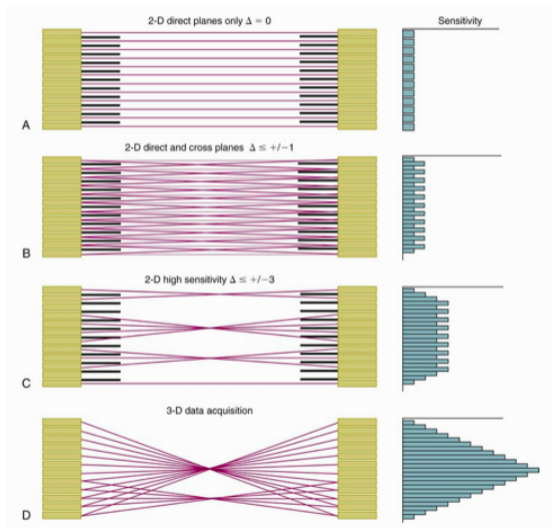 2-D direct planes only Δ = 0
Sensitivity
A
2-D direct and cross planes Δ ≤ +/−1
B
2-D high sensitivity Δ ≤ +/−3
C
3-D data acquisition
D